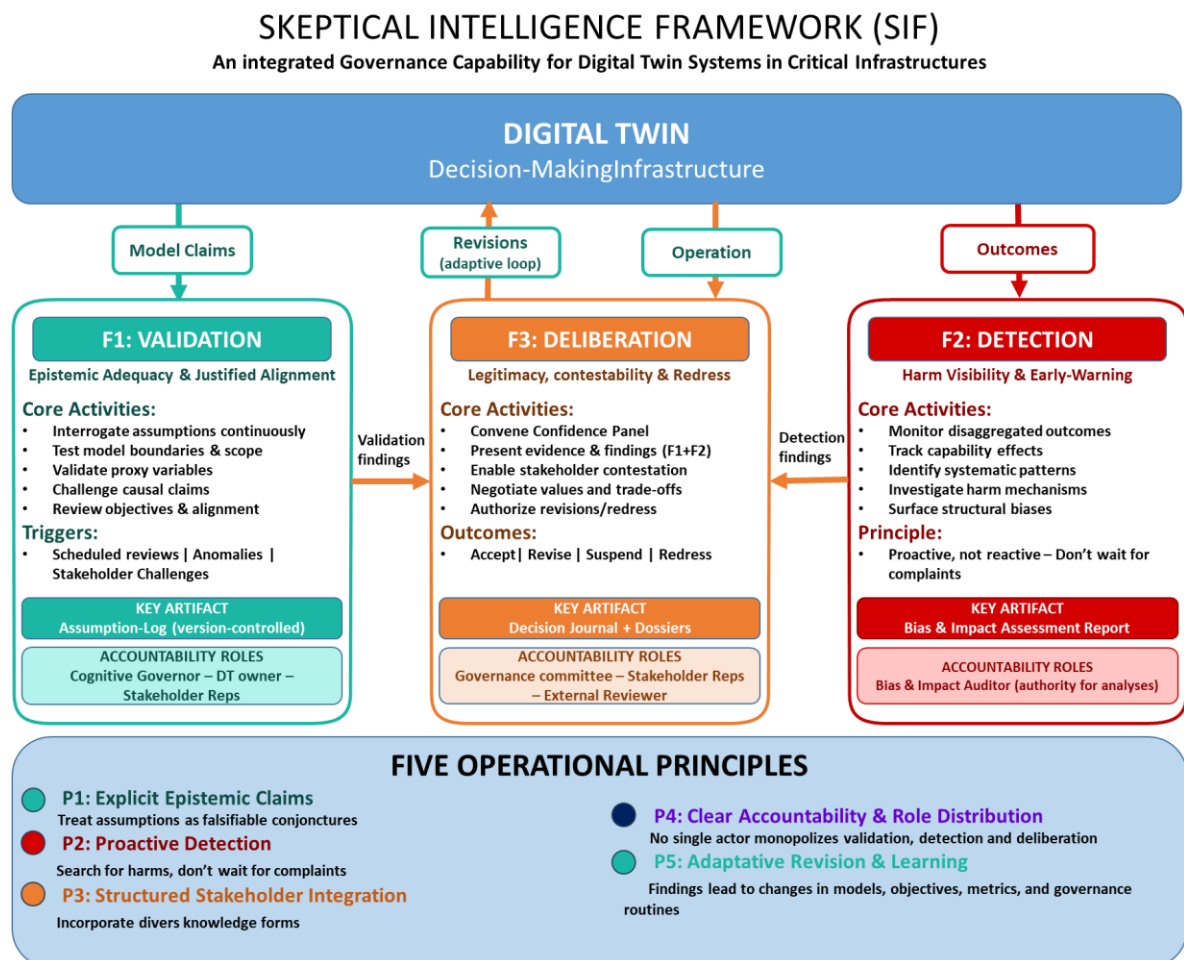 SKEPTICAL INTELLIGENCE FRAMEWORK (SIF)
An integrated Governance Capability for Digital Twin Systems in Critical Infrastructures
DIGITAL TWIN
Decision-MakingInfrastructure
Model Claims
Revisions
(adaptive loop)
Operation
Outcomes
F1: VALIDATION
Epistemic Adequacy & Justified Alignment
Core Activities:
• Interrogate assumptions continuously
• Test model boundaries & scope
• Validate proxy variables
• Challenge causal claims
• Review objectives & alignment
Triggers:
• Scheduled reviews | Anomalies |
Stakeholder Challenges
KEY ARTIFACT
Assumption-Log (version-controlled)
ACCOUNTABILITY ROLES
Cognitive Governor – DT owner –
Stakeholder Reps
Validation
findings
F3: DELIBERATION
Legitimacy, contestability & Redress
Core Activities:
• Convene Confidence Panel
• Present evidence & findings (F1+F2)
• Enable stakeholder contestation
• Negotiate values and trade-offs
• Authorize revisions/redress
Outcomes:
• Accept| Revise | Suspend | Redress
KEY ARTIFACT
Decision Journal + Dossiers
ACCOUNTABILITY ROLES
Governance committee – Stakeholder Reps
– External Reviewer
Detection
findings
F2: DETECTION
Harm Visibility & Early-Warning
Core Activities:
• Monitor disaggregated outcomes
• Track capability effects
• Identify systematic patterns
• Investigate harm mechanisms
• Surface structural biases
Principle:
• Proactive, not reactive – Don't wait for
complaints
KEY ARTIFACT
Bias & Impact Assessment Report
ACCOUNTABILITY ROLES
Bias & Impact Auditor (authority for analyses)
FIVE OPERATIONAL PRINCIPLES
P1: Explicit Epistemic Claims
Treat assumptions as falsifiable conjonctures
P2: Proactive Detection
Search for harms, don't wait for complaints
P3: Structured Stakeholder Integration
Incorporate divers knowledge forms
P4: Clear Accountability & Role Distribution
No single actor monopolizes validation, detection and deliberation
P5: Adaptative Revision & Learning
Findings lead to changes in models, objectives, metrics, and governance
routines